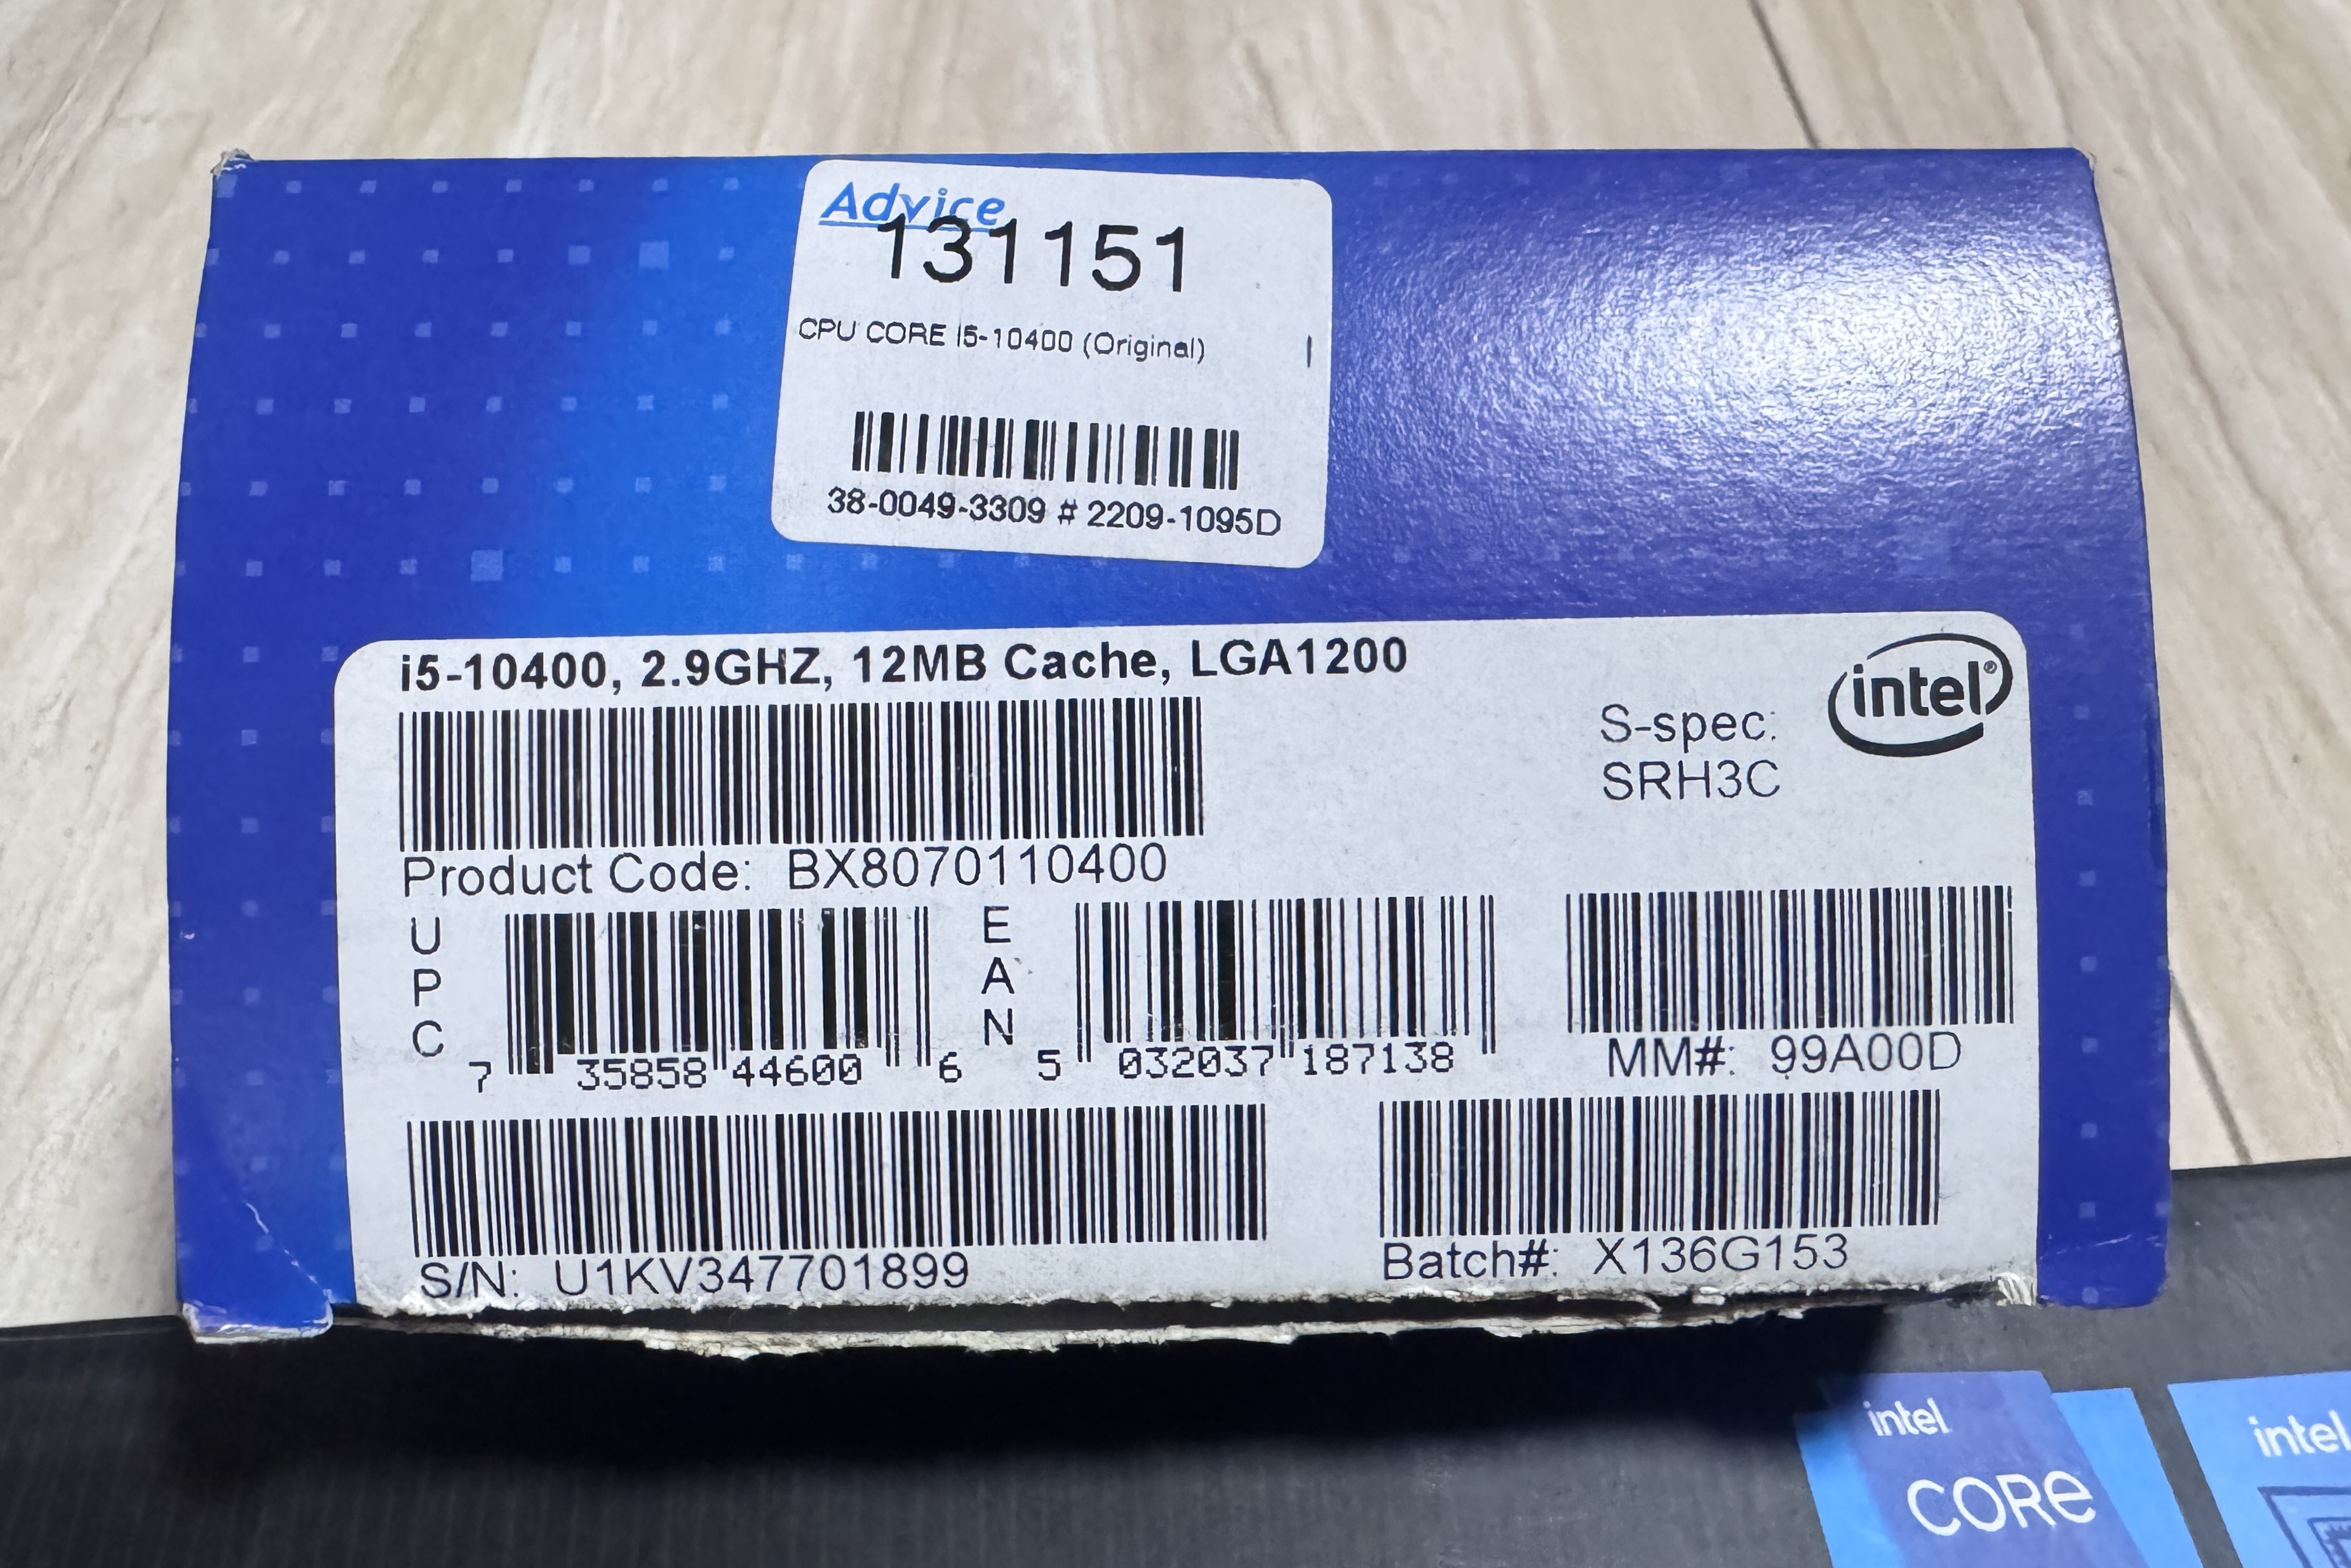 Advice
131151
CPU CORE I5-10400 (Original)
38-0049-3309 # 2209-1095D
i5-10400, 2.9GHZ, 12MB Cache, LGA1200
intel®
S-spec:
SRH3C
Product Code: BX8070110400
UPC
7 35858 44600 6
EAN
5 032037 187138
MM#: 99A00D
S/N: U1KV347701899
Batch#: X136G153
intel
CORe
intel